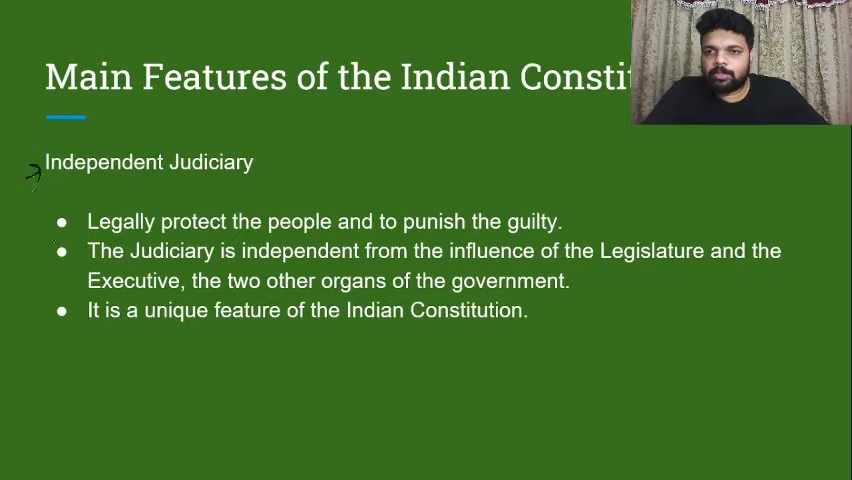 Main Features of the Indian Constit
Independent Judiciary
● Legally protect the people and to punish the guilty.
● The Judiciary is independent from the influence of the Legislature and the
Executive, the two other organs of the government.
● It is a unique feature of the Indian Constitution.